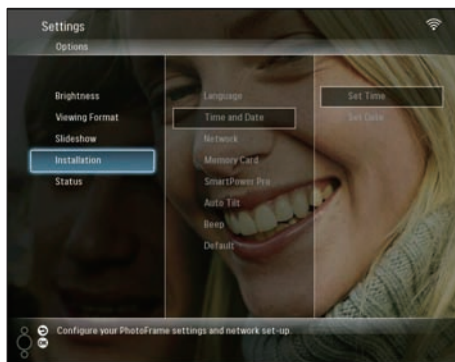 Settings
Options
Brightness
Viewing Format
Slideshow
Installation
Status
Language
Time and Date
Network
Memory Card
SmartPower Pro
Auto Tilt
Beep
Default
Set Time
Set Date
OK
Configure your PhotoFrame settings and network set-up.